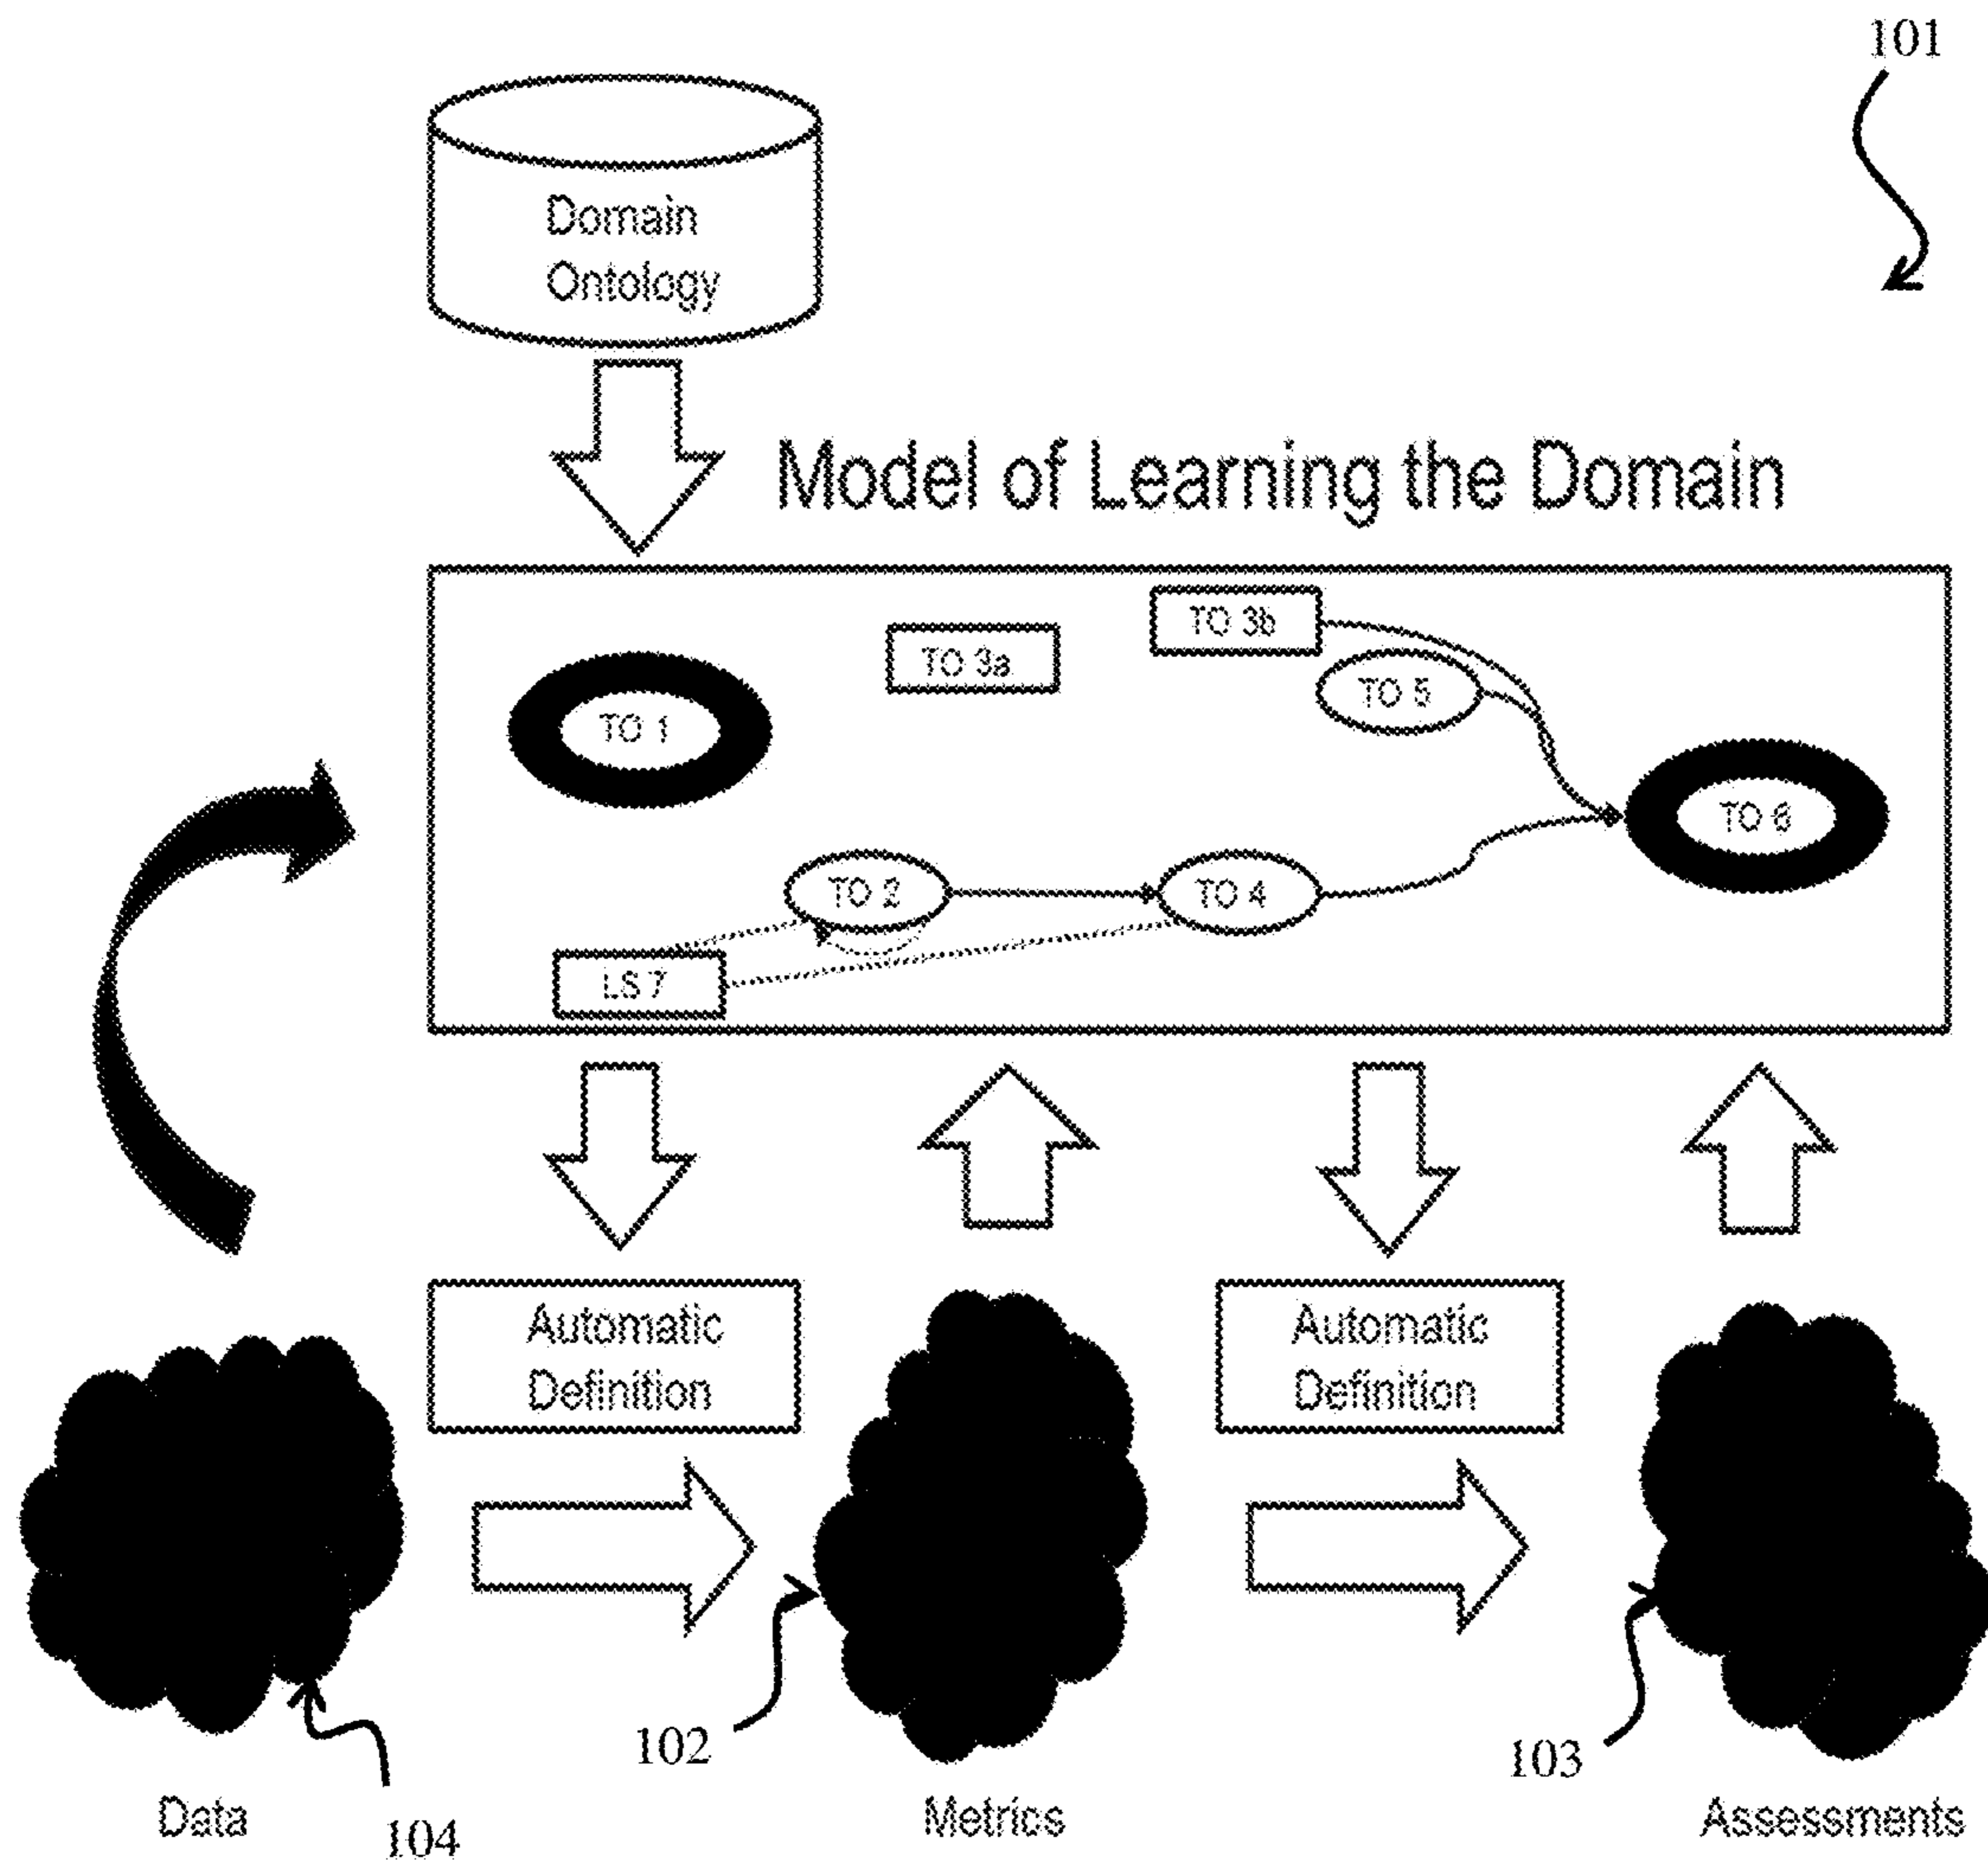 101
Domain
Ontology
Model of Learning the Domain
TO 3b
TO 3a
TO 5
TO 1
TO 6
TO 2
TO 4
LS 7
Automatic
Definition
Automatic
Definition
102
103
Data
104
Metrics
Assessments